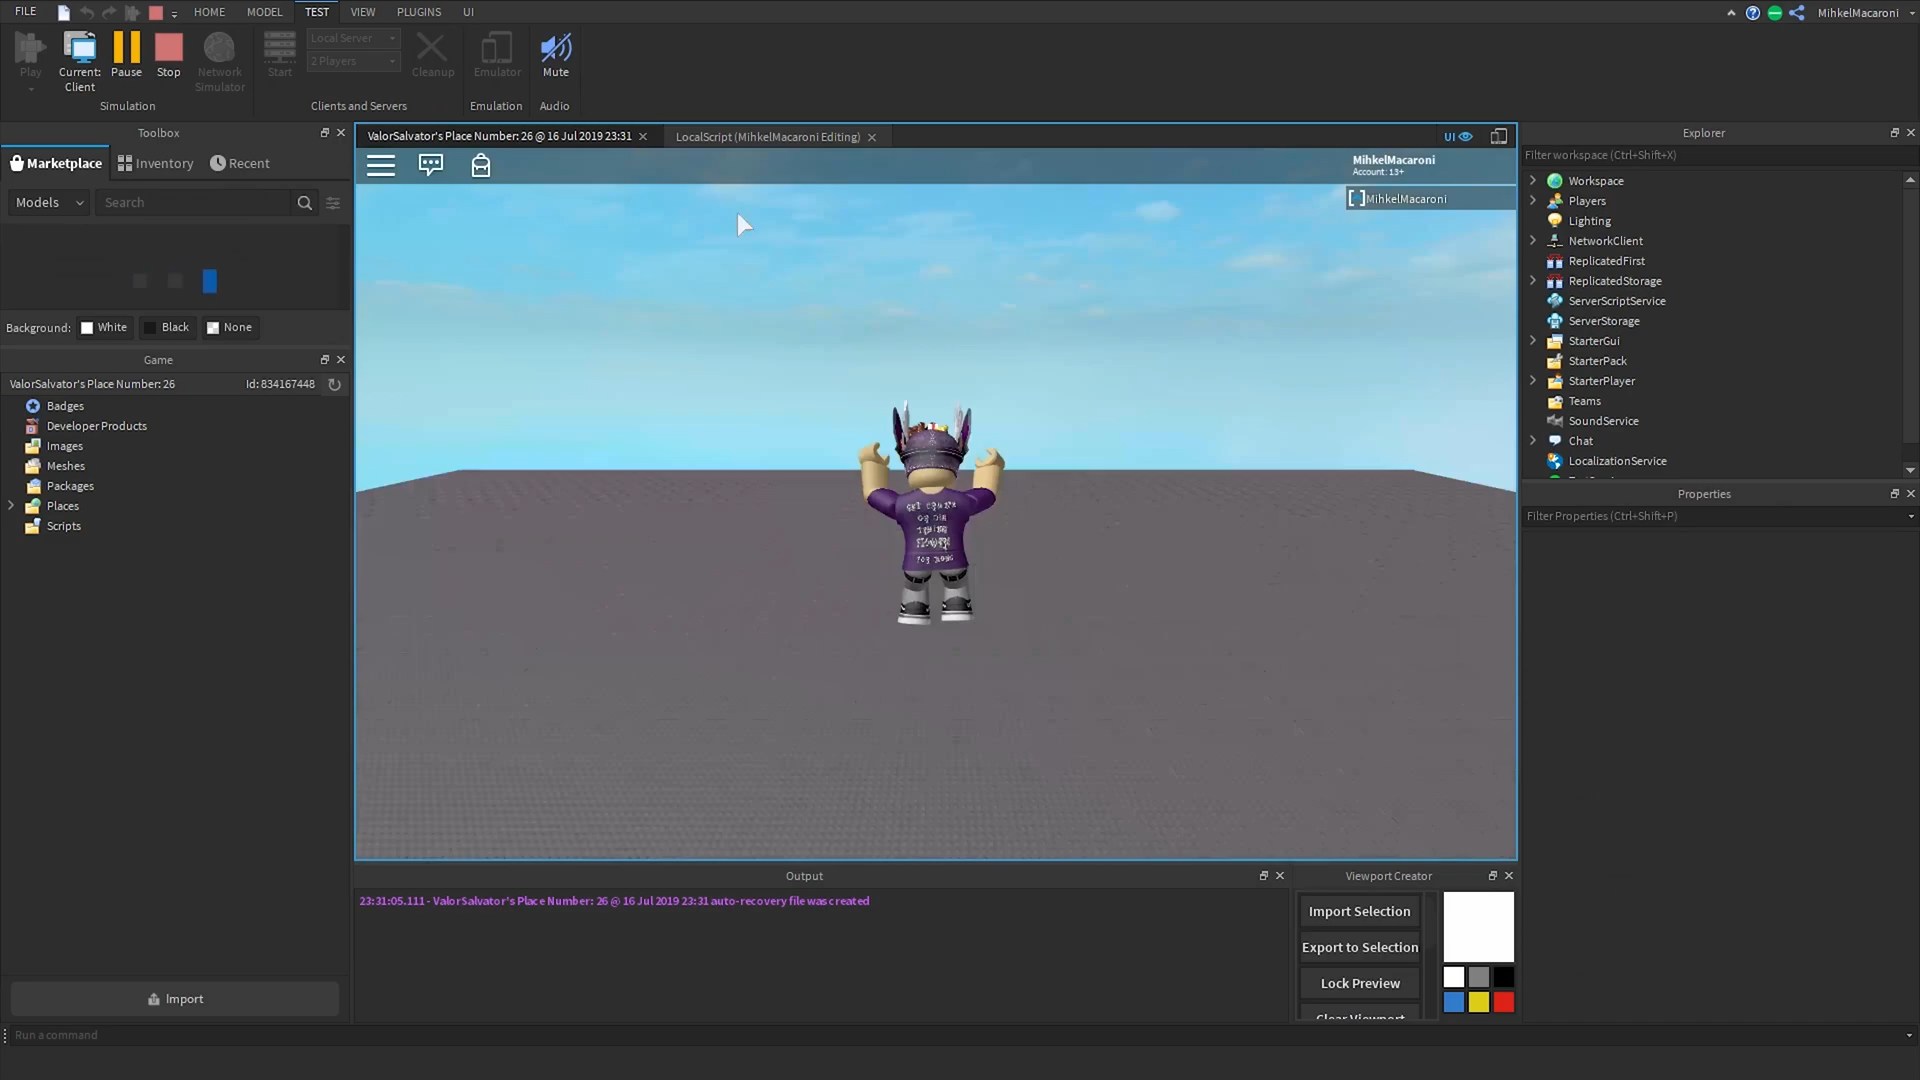 FILE HOME MODEL TEST VIEW PLUGINS UI MihkelMacaroni
Play Current: Client Pause Stop Network Simulator Start Local Server 2 Players Cleanup Emulator Mute
Simulation Clients and Servers Emulation Audio
Toolbox
Marketplace Inventory Recent
Models Search
Background: White Black None
Game
ValorSalvator's Place Number: 26 Id: 834167448
Badges
Developer Products
Images
Meshes
Packages
Places
Scripts
Import
Run a command
ValorSalvator's Place Number: 26 @ 16 Jul 2019 23:31 LocalScript (MihkelMacaroni Editing) UI
MihkelMacaroni
Account: 13+
MihkelMacaroni
Output
23:31:05.111 - ValorSalvator's Place Number: 26 @ 16 Jul 2019 23:31 auto-recovery file was created
Viewport Creator
Import Selection
Export to Selection
Lock Preview
Clear Viewport
Explorer
Filter workspace (Ctrl+Shift+X)
Workspace
Players
Lighting
NetworkClient
ReplicatedFirst
ReplicatedStorage
ServerScriptService
ServerStorage
StarterGui
StarterPack
StarterPlayer
Teams
SoundService
Chat
LocalizationService
Properties
Filter Properties (Ctrl+Shift+P)